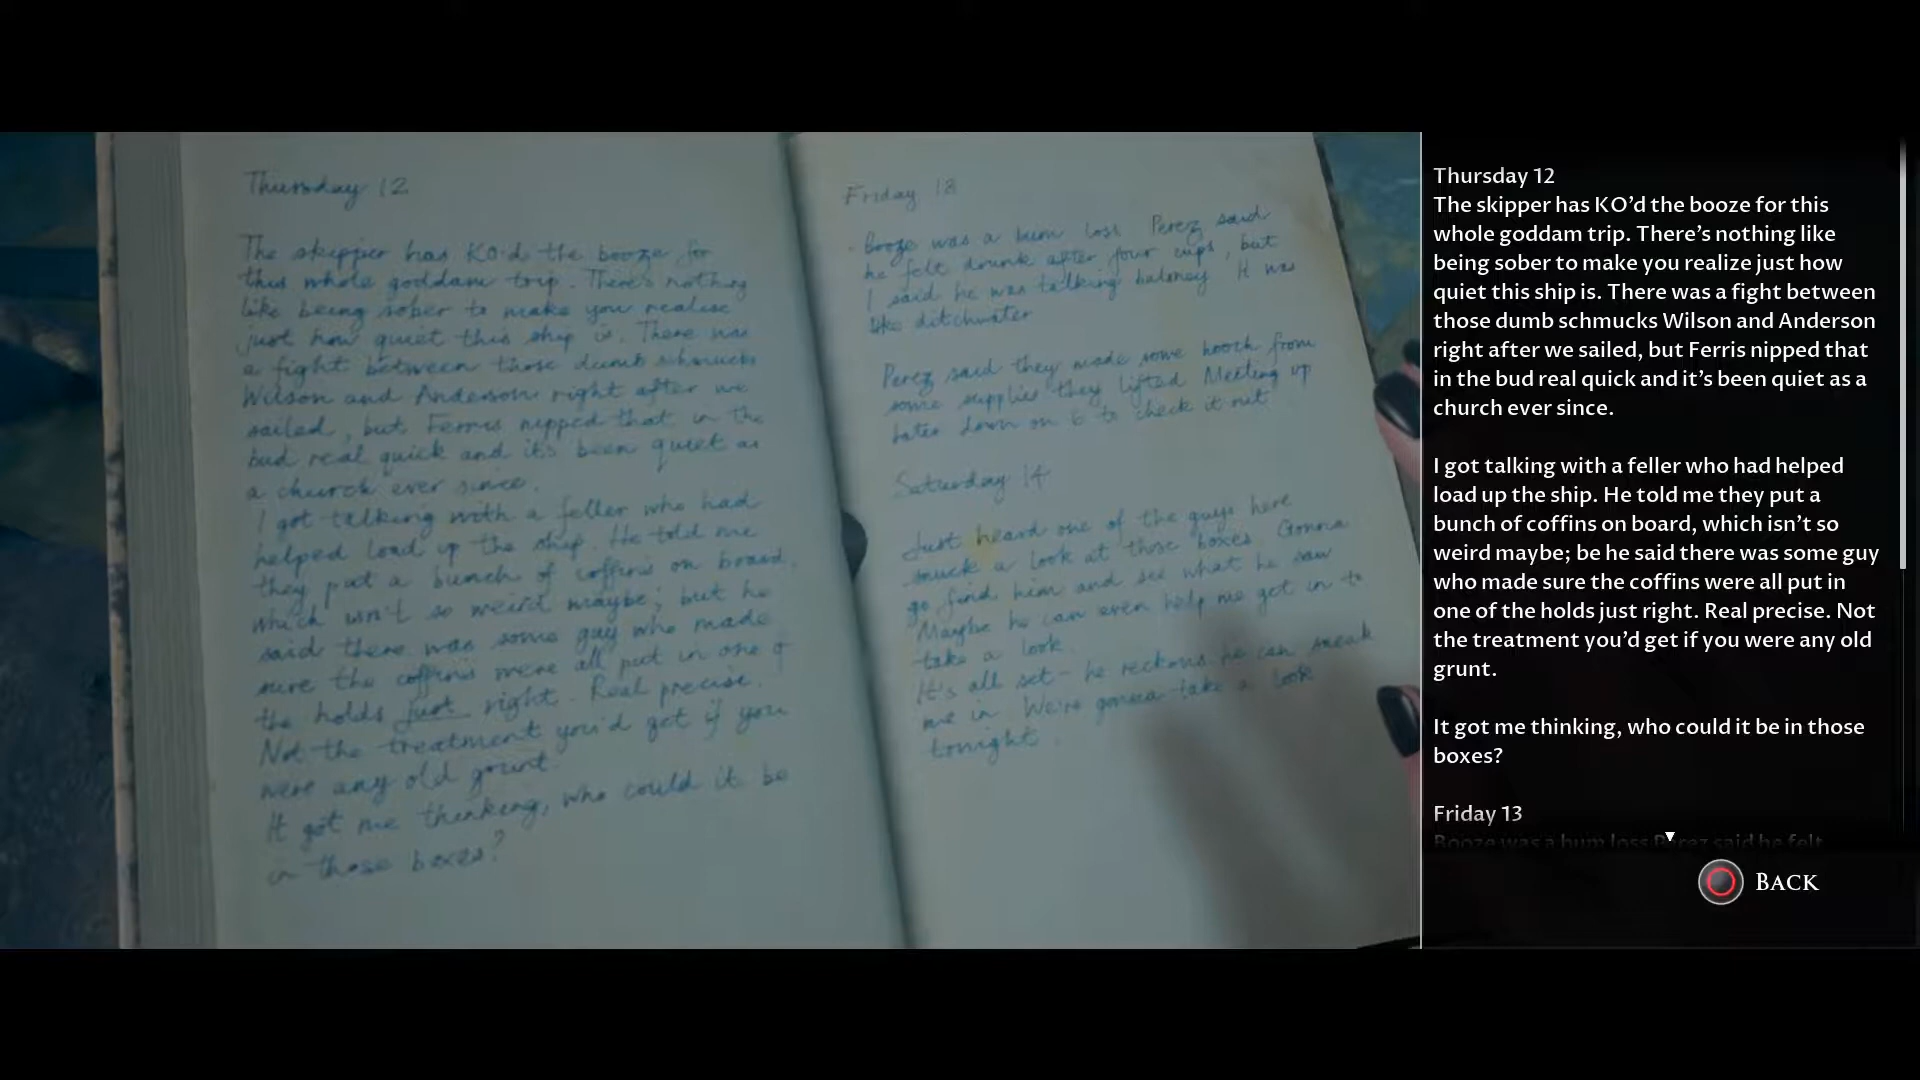 Thursday 12
The skipper has KO'd the booze for
this whole goddam trip. There's nothing
like being sober to make you realise
just how quiet this ship is. There was
a fight between those dumb schmucks
Wilson and Anderson right after we
sailed, but Ferris nipped that in the
bud real quick and it's been quiet as
a church ever since.
I got talking with a feller who had
helped load up the ship. He told me
they put a bunch of coffins on board,
which isn't so weird maybe; but he
said there was some guy who made
sure the coffins were all put in one of
the holds just right. Real precise.
Not the treatment you'd get if you
were any old grunt.
It got me thinking, who could it be
in those boxes?
Friday 13
Booze was a bum loss Perez said
he felt drunk after four cups, but
I said he was talking baloney. It was
like ditchwater
Perez said they made some hooch from
some supplies they lifted. Meeting up
later down on 6 to check it out
Saturday 14
Just heard one of the guys here
snuck a look at those boxes. Gonna
go find him and see what he saw
Maybe he can even help me get in to
take a look.
It's all set - he reckons he can sneak
me in. We're gonna take a look
tonight.
Thursday 12
The skipper has KO'd the booze for this
whole goddam trip. There's nothing like
being sober to make you realize just how
quiet this ship is. There was a fight between
those dumb schmucks Wilson and Anderson
right after we sailed, but Ferris nipped that
in the bud real quick and it's been quiet as a
church ever since.
I got talking with a feller who had helped
load up the ship. He told me they put a
bunch of coffins on board, which isn't so
weird maybe; be he said there was some guy
who made sure the coffins were all put in
one of the holds just right. Real precise. Not
the treatment you'd get if you were any old
grunt.
It got me thinking, who could it be in those
boxes?
Friday 13
Booze was a bum loss Perez said he felt
BACK